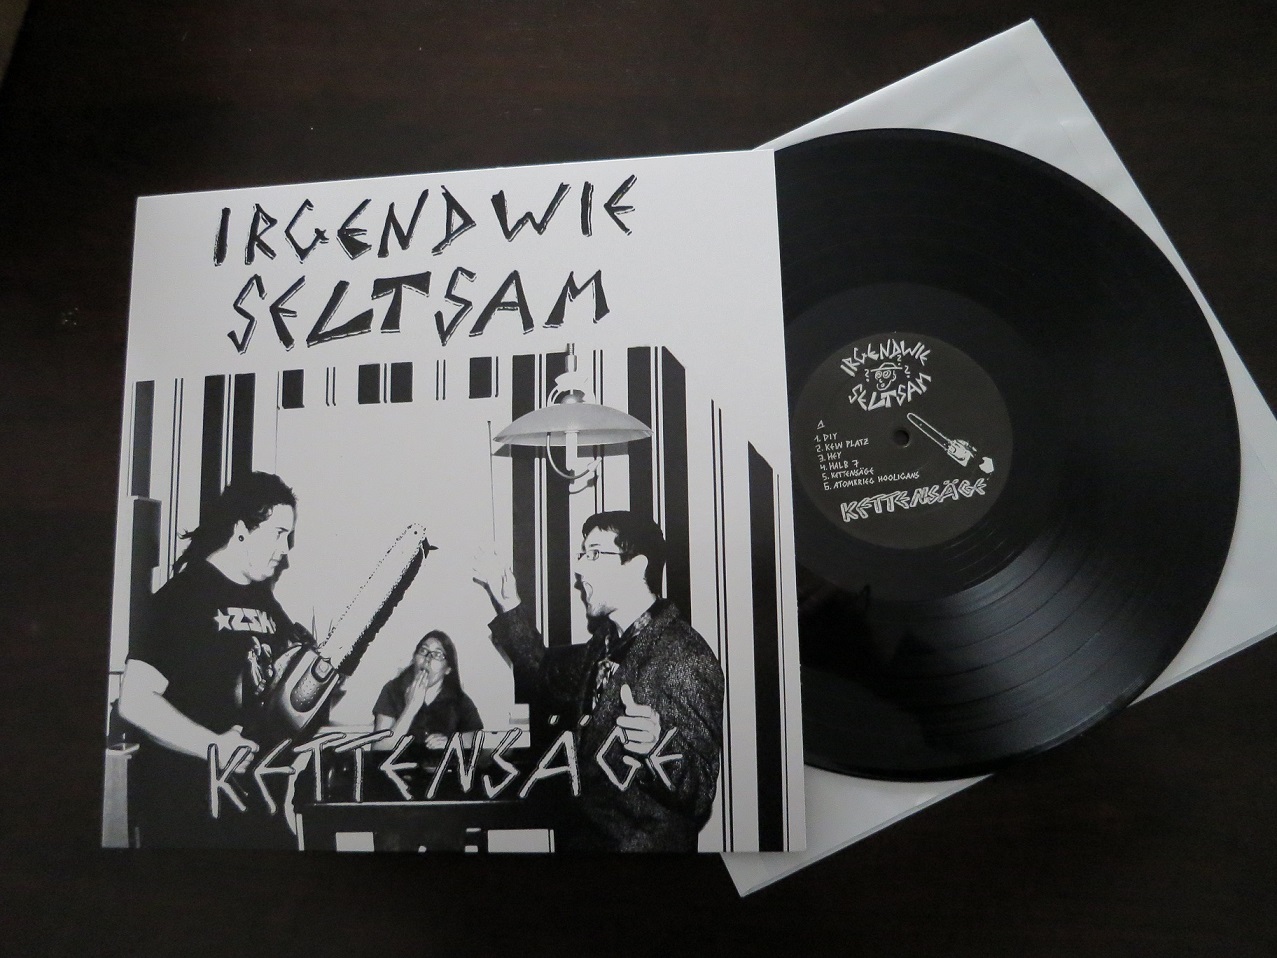 IRGENDWIE
SELTSAM
ZSK
KETTENSÄGE
IRGENDWIE
SELTSAM
A
1. DIY
2. KEIN PLATZ
3. HEY
4. HALB 7
5. KETTENSÄGE
6. ATOMKRIEG HOOLIGANS
KETTENSÄGE